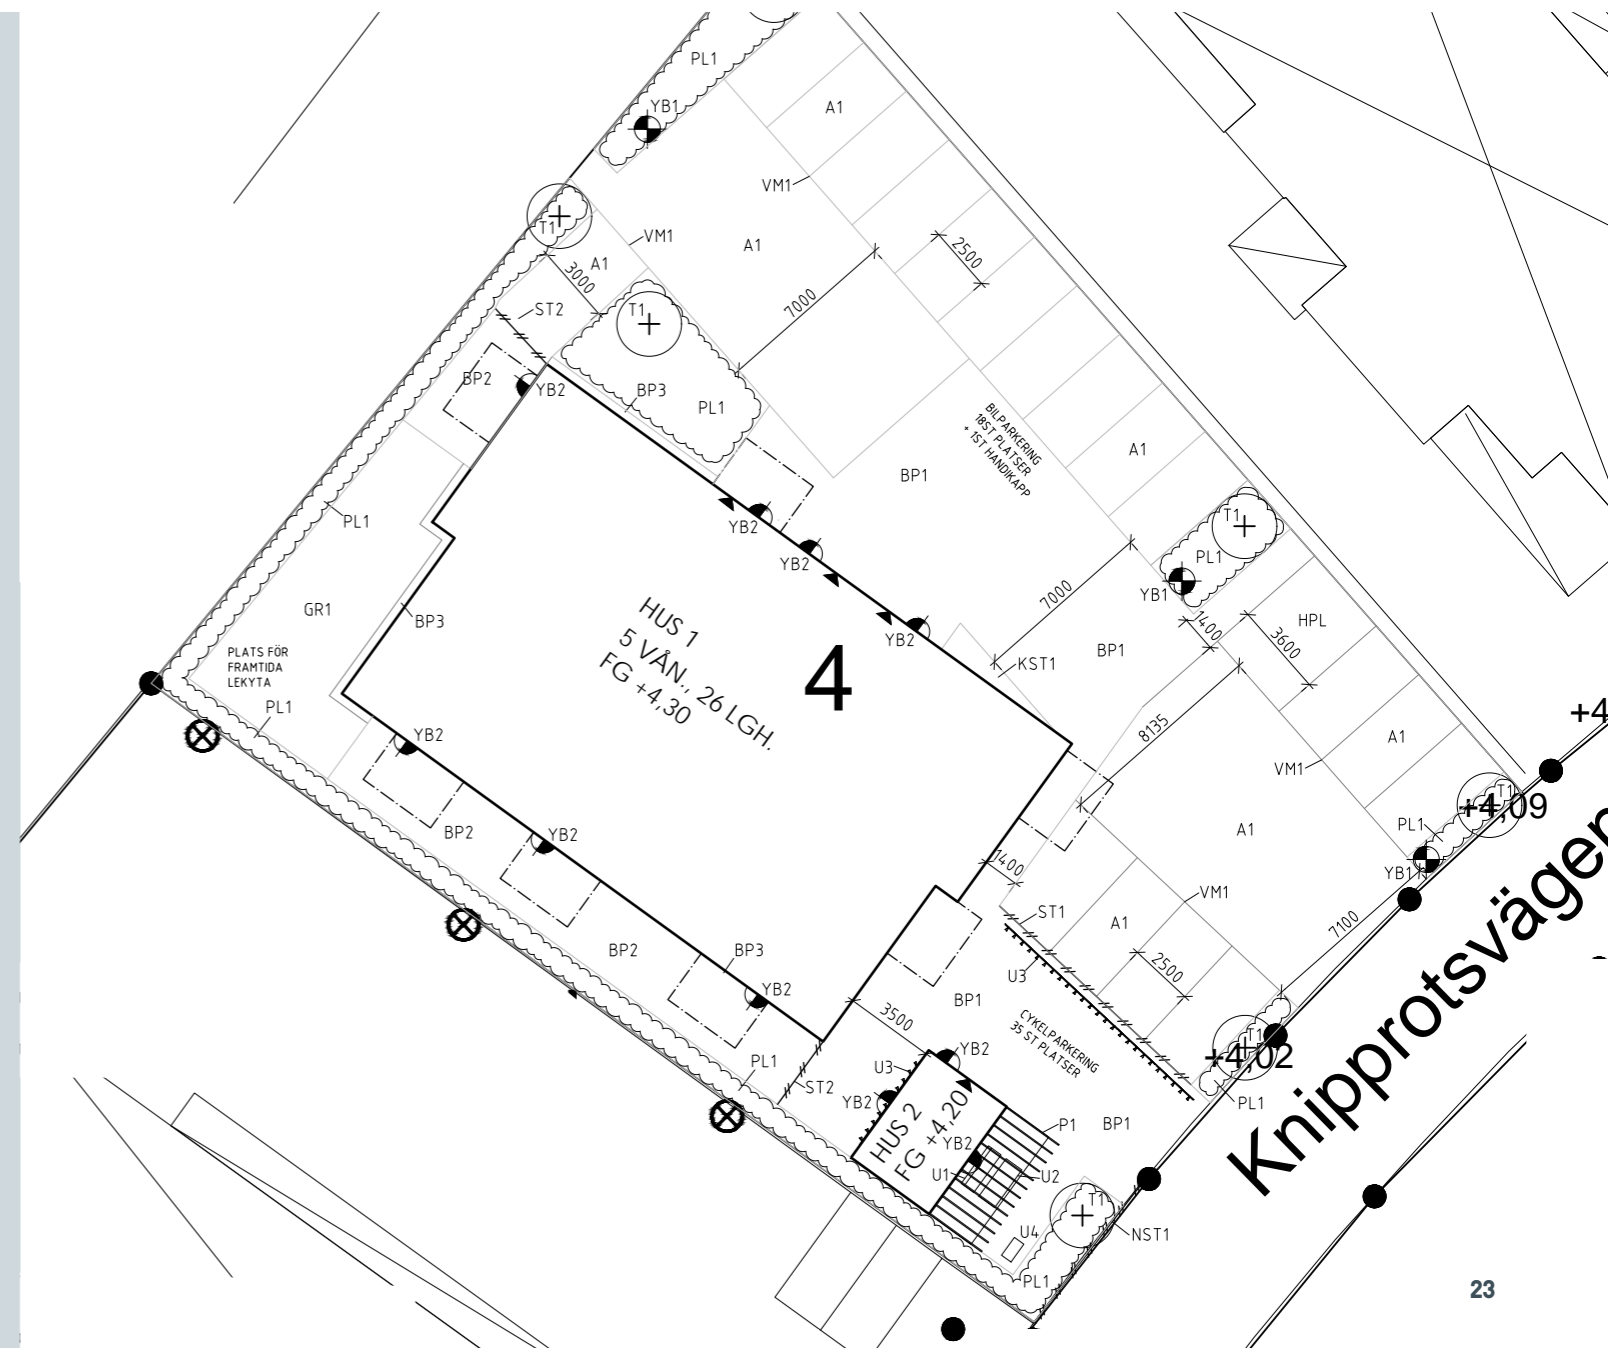 PL1
YB1
A1
VM1
T1
VM1
A1
A1
3000
2500
ST2
T1
7000
BP2
YB2
BP3
PL1
BILPARKERING
18ST PLATSER
+ 1ST HANDIKAPP
A1
BP1
PL1
YB2
T1
YB2
PL1
YB1
7000
GR1
BP3
HUS 1
5 VÅN., 26 LGH.
FG +4,30
4
YB2
1400
HPL
3600
KST1
BP1
PLATS FÖR
FRAMTIDA
LEKYTA
PL1
YB2
8135
VM1
A1
+4
T1
+4,09
PL1
A1
YB2
BP2
1400
YB1
VM1
ST1
A1
7100
Knipprotsvägen
BP2
BP3
YB2
U3
2500
BP1
3500
CYKELPARKERING
35 ST PLATSER
T1
+4,02
YB2
PL1
U3
ST2
YB2
PL1
HUS 2
FG +4,20
P1
BP1
YB2
U1
U2
T1
U4
NST1
PL1
23